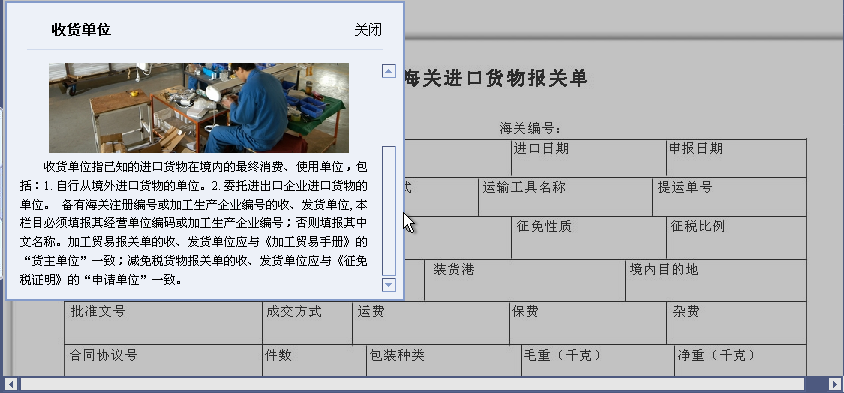 收货单位
关闭
收货单位指已知的进口货物在境内的最终消费、使用单位，包
括：1.自行从境外进口货物的单位。2.委托进出口企业进口货物的
单位。 备有海关注册编号或加工生产企业编号的收、发货单位,本
栏目必须填报其经营单位编码或加工生产企业编号；否则填报其中
文名称。加工贸易报关单的收、发货单位应与《加工贸易手册》的
“货主单位”一致；减免税货物报关单的收、发货单位应与《征免
税证明》的“申请单位”一致。
海关进口货物报关单
海关编号：
进口日期
申报日期
式
运输工具名称
提运单号
征免性质
征税比例
装货港
境内目的地
批准文号
成交方式
运费
保费
杂费
合同协议号
件数
包装种类
毛重（千克）
净重（千克）